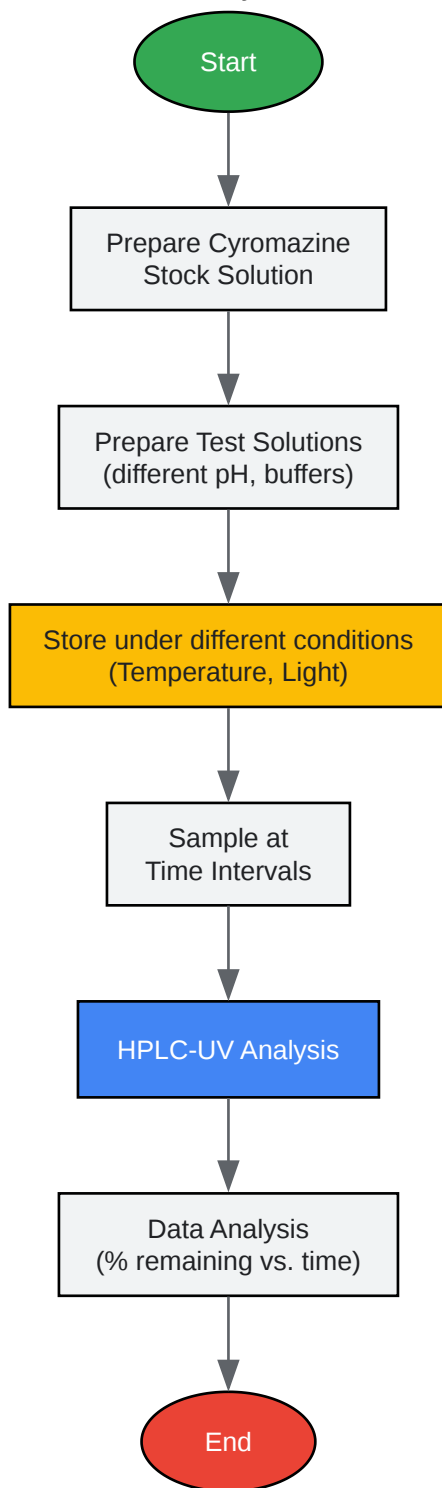 Start
Prepare Cyromazine
Stock Solution
Prepare Test Solutions
(different pH, buffers)
Store under different conditions
(Temperature, Light)
Sample at
Time Intervals
HPLC-UV Analysis
Data Analysis
(% remaining vs. time)
End